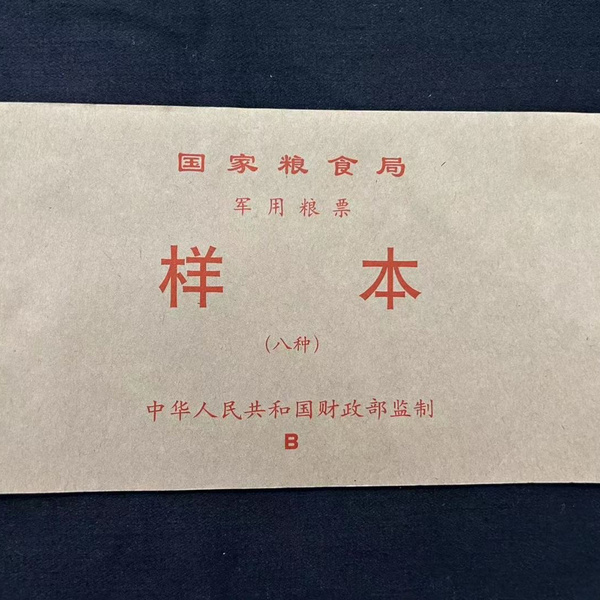 国家粮食局
军用粮票
样本
(八种)
中华人民共和国财政部监制
B